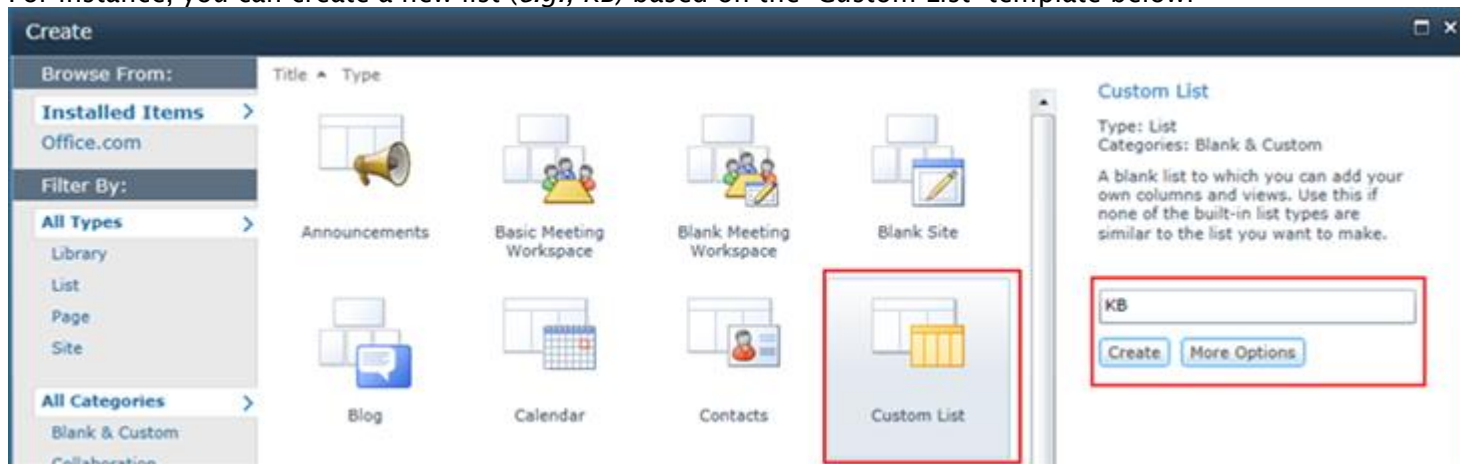 For instance, you can create a new list (e.g., KB) based on the "Custom List" template below:
Create
Browse From:
Installed Items
Office.com
Filter By:
All Types
Library
List
Page
Site
All Categories
Blank & Custom
Collaboration
Title Type
Announcements
Basic Meeting
Workspace
Blank Meeting
Workspace
Blank Site
Blog
Calendar
Contacts
Custom List
Custom List
Type: List
Categories: Blank & Custom
A blank list to which you can add your
own columns and views. Use this if
none of the built-in list types are
similar to the list you want to make.
KB
Create More Options